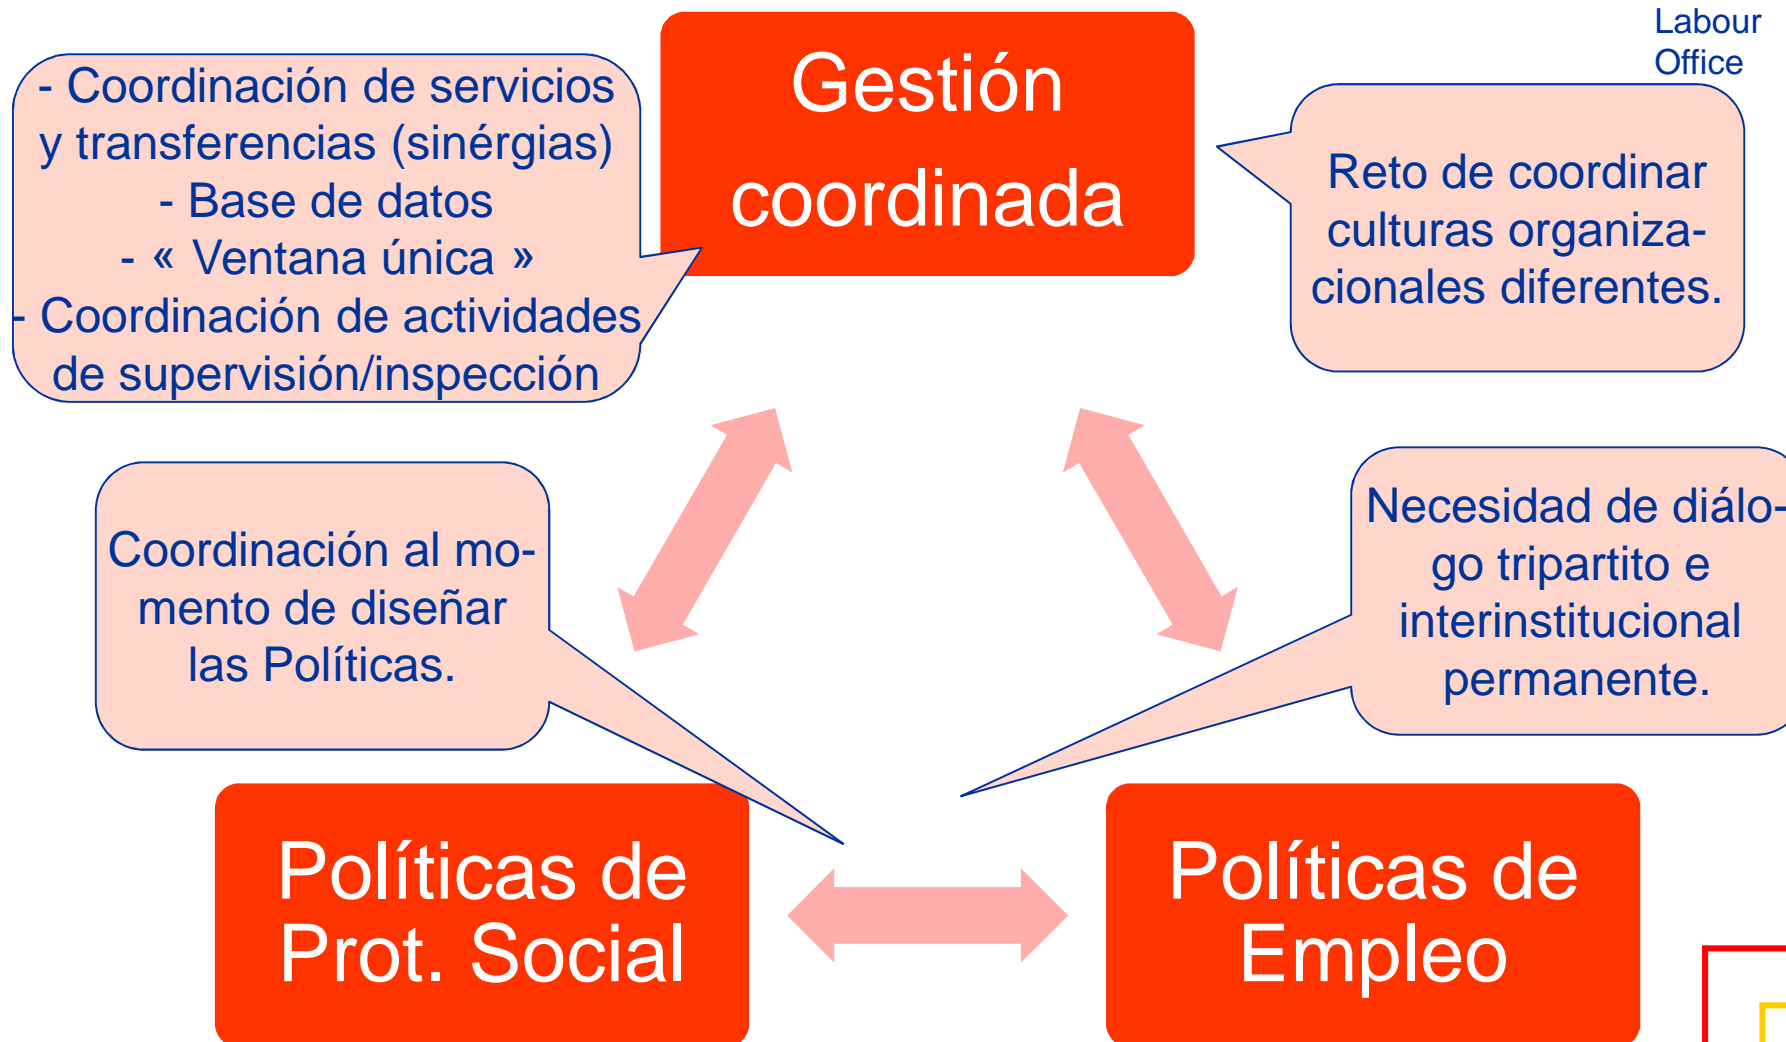 Labour
Office
Gestión
coordinada
- Coordinación de servicios
y transferencias (sinérgias)
- Base de datos
- « Ventana única »
- Coordinación de actividades
de supervisión/inspección
Reto de coordinar
culturas organiza-
cionales diferentes.
Coordinación al mo-
mento de diseñar
las Políticas.
Necesidad de diálo-
go tripartito e
interinstitucional
permanente.
Políticas de
Prot. Social
Políticas de
Empleo